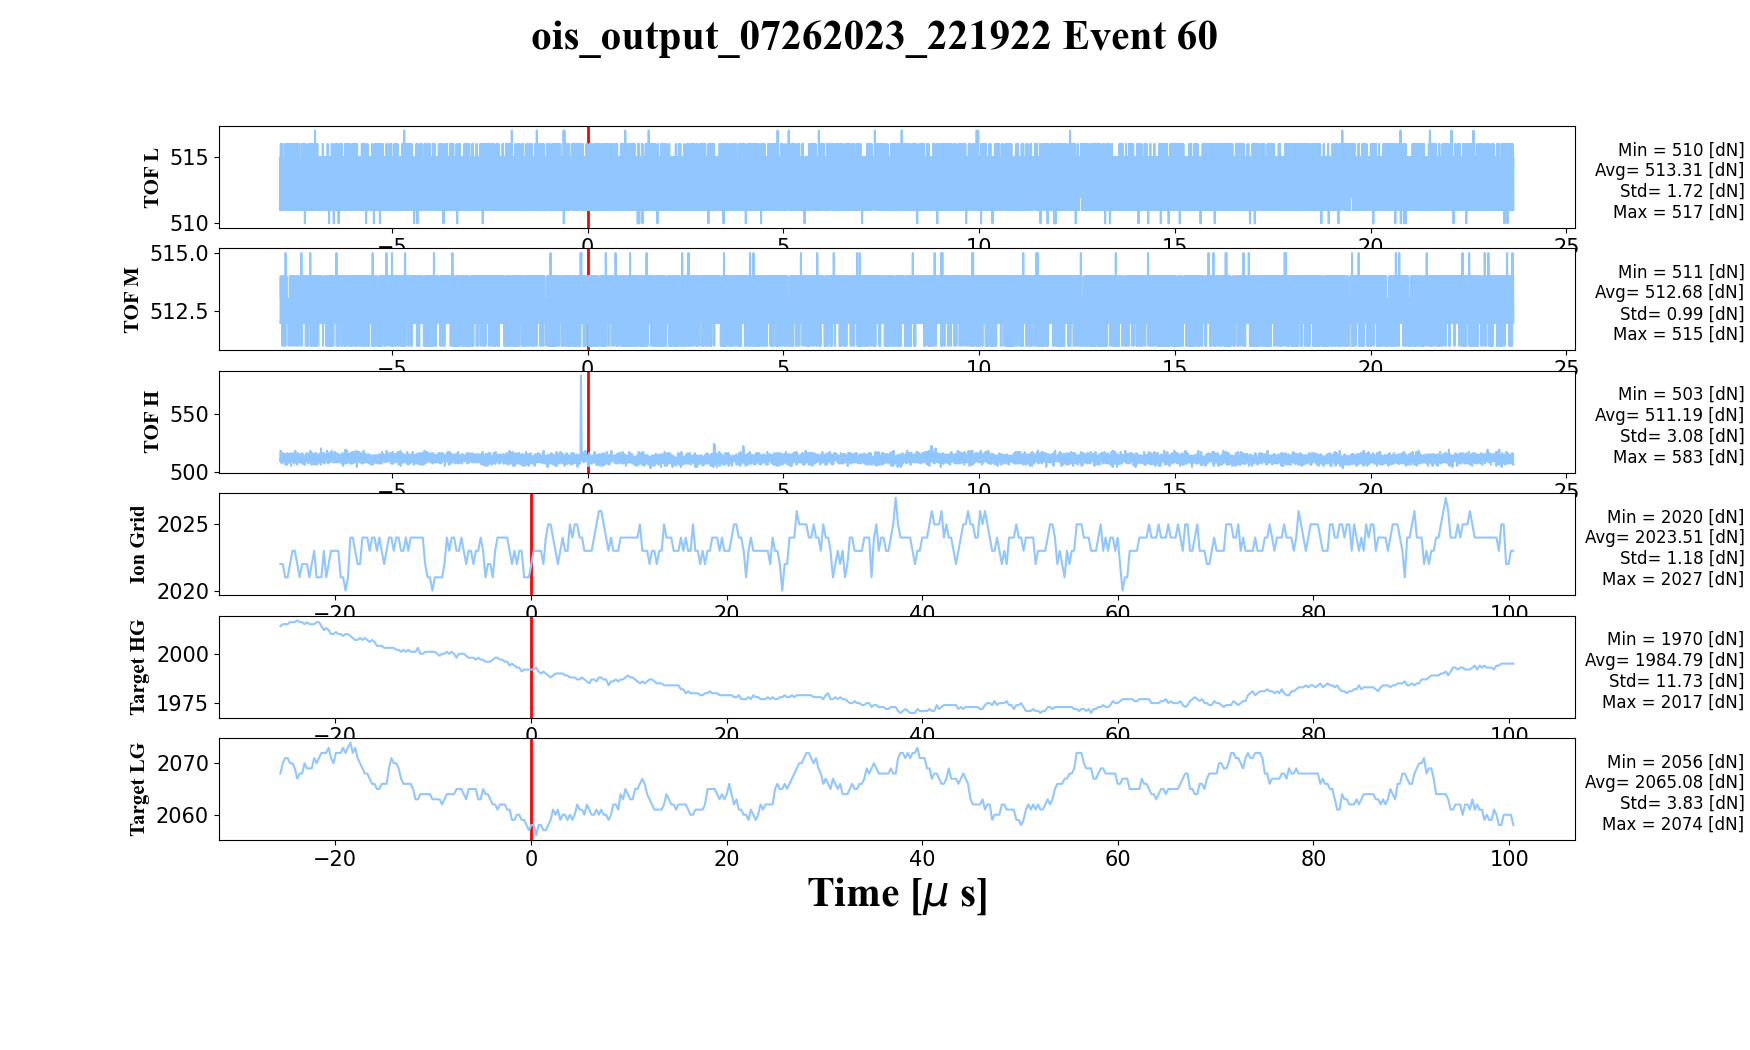 ois_output_07262023_221922 Event 60
TOF L
515
510
−5 0 5 10 15 20 25
Min = 510 [dN]
Avg= 513.31 [dN]
Std= 1.72 [dN]
Max = 517 [dN]
TOF M
515.0
512.5
−5 0 5 10 15 20 25
Min = 511 [dN]
Avg= 512.68 [dN]
Std= 0.99 [dN]
Max = 515 [dN]
TOF H
550
500
−5 0 5 10 15 20 25
Min = 503 [dN]
Avg= 511.19 [dN]
Std= 3.08 [dN]
Max = 583 [dN]
Ion Grid
2025
2020
−20 0 20 40 60 80 100
Min = 2020 [dN]
Avg= 2023.51 [dN]
Std= 1.18 [dN]
Max = 2027 [dN]
Target HG
2000
1975
−20 0 20 40 60 80 100
Min = 1970 [dN]
Avg= 1984.79 [dN]
Std= 11.73 [dN]
Max = 2017 [dN]
Target LG
2070
2060
−20 0 20 40 60 80 100
Min = 2056 [dN]
Avg= 2065.08 [dN]
Std= 3.83 [dN]
Max = 2074 [dN]
Time [μ s]